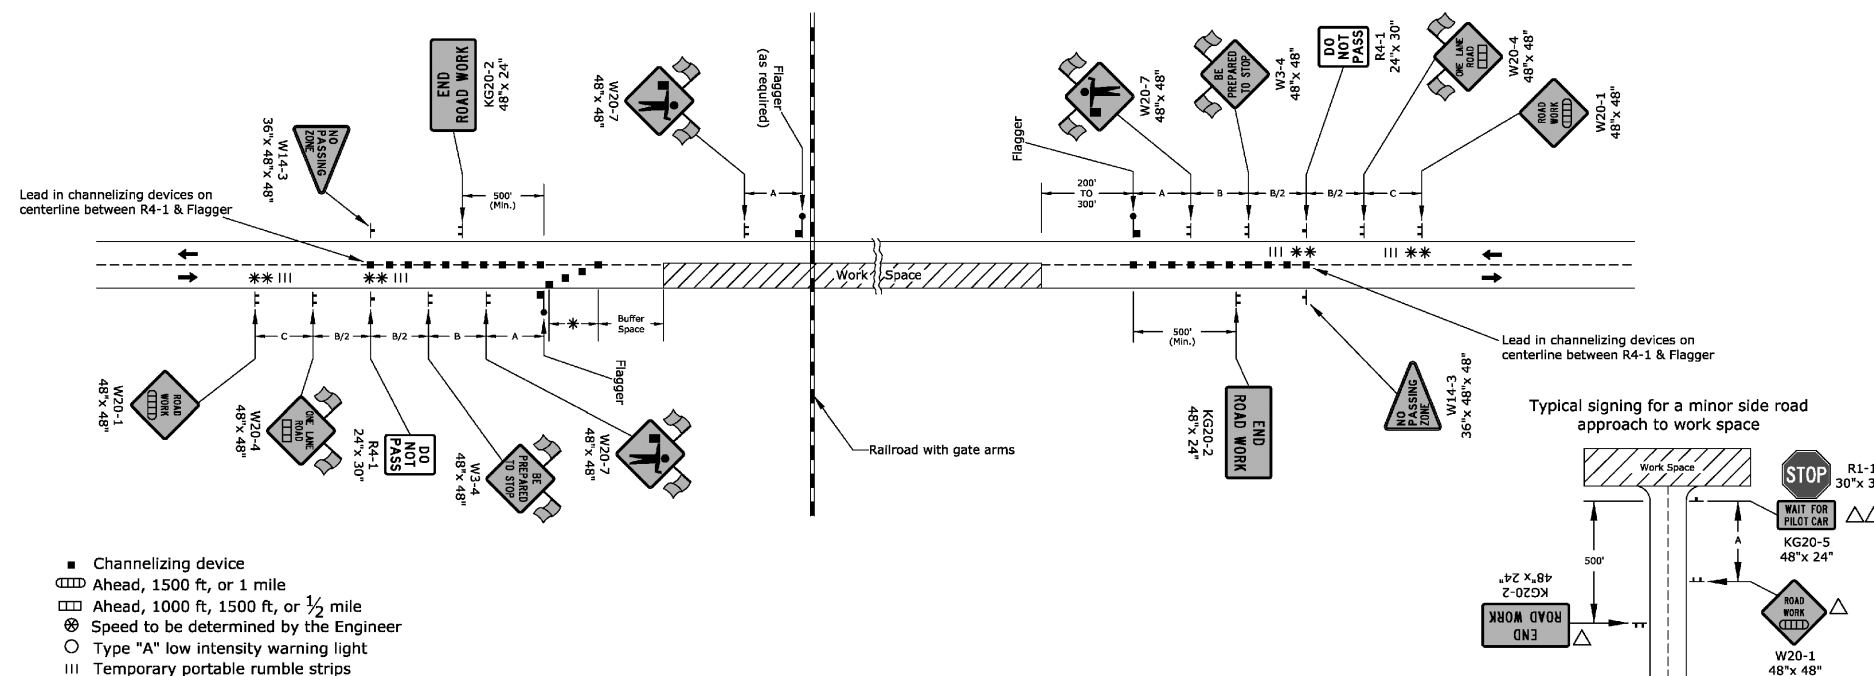 END
ROAD WORK
KG20-2
48"x 24"
W20-7
48"x 48"
Flagger
(as required)
NO
PASSING
ZONE
W14-3
36"x 48"x 48"
Lead in channelizing devices on
centerline between R4-1 & Flagger
500'
(Min.)
A
Flagger
W20-7
48"x 48"
BE
PREPARED
TO STOP
W3-4
48"x 48"
DO
NOT
PASS
R4-1
24"x 30"
ONE LANE
ROAD
W20-4
48"x 48"
ROAD
WORK
W20-1
48"x 48"
200'
TO
300'
A
B
B/2
B/2
C
Work Space
C
B/2
B/2
B
A
Buffer
Space
Flagger
ROAD
WORK
W20-1
48"x 48"
ONE LANE
ROAD
W20-4
48"x 48"
DO
NOT
PASS
R4-1
24"x 30"
BE
PREPARED
TO STOP
W3-4
48"x 48"
W20-7
48"x 48"
Railroad with gate arms
500'
(Min.)
END
ROAD WORK
KG20-2
48"x 24"
NO
PASSING
ZONE
W14-3
36"x 48"x 48"
Lead in channelizing devices on
centerline between R4-1 & Flagger
Typical signing for a minor side road
approach to work space
Work Space
STOP
R1-1
30"x 3
WAIT FOR
PILOT CAR
KG20-5
48"x 24"
A
500'
KG20-2
48"x 24"
END
ROAD WORK
ROAD
WORK
W20-1
48"x 48"
Channelizing device
Ahead, 1500 ft, or 1 mile
Ahead, 1000 ft, 1500 ft, or 1/2 mile
Speed to be determined by the Engineer
Type "A" low intensity warning light
Temporary portable rumble strips